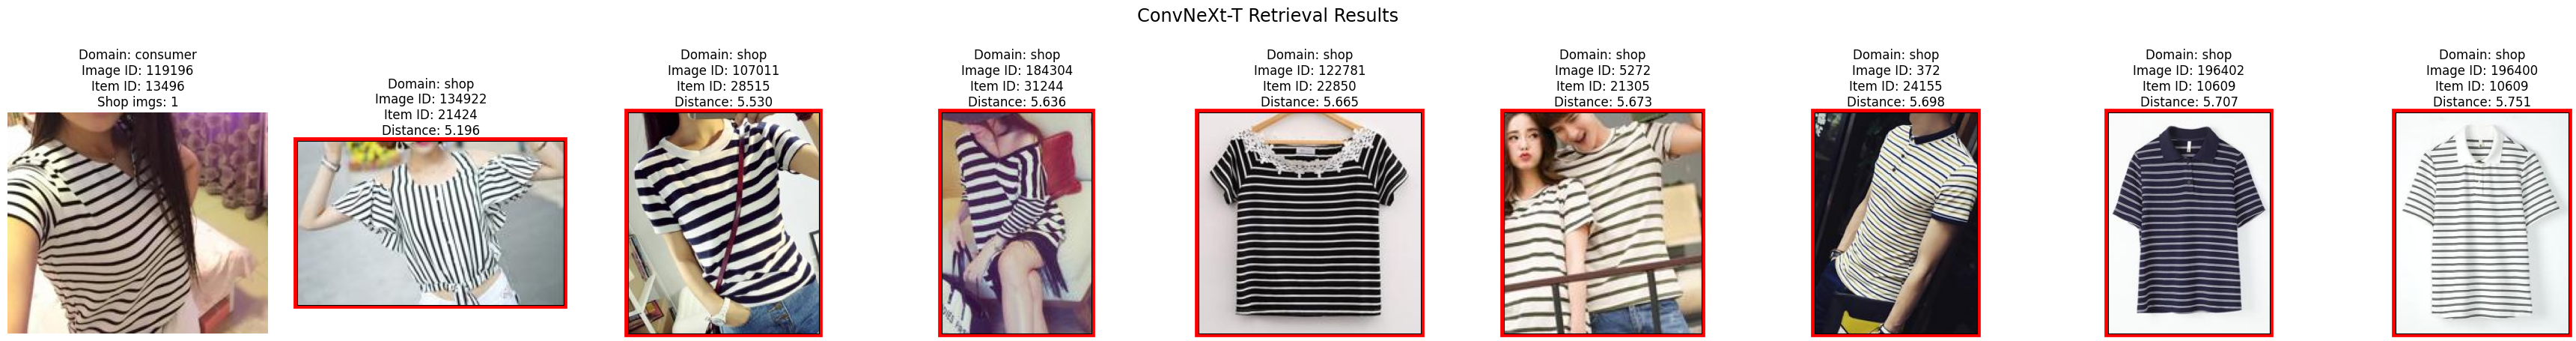 ConvNeXt-T Retrieval Results
Domain: consumer
Image ID: 119196
Item ID: 13496
Shop imgs: 1
Domain: shop
Image ID: 134922
Item ID: 21424
Distance: 5.196
Domain: shop
Image ID: 107011
Item ID: 28515
Distance: 5.530
Domain: shop
Image ID: 184304
Item ID: 31244
Distance: 5.636
Domain: shop
Image ID: 122781
Item ID: 22850
Distance: 5.665
Domain: shop
Image ID: 5272
Item ID: 21305
Distance: 5.673
Domain: shop
Image ID: 372
Item ID: 24155
Distance: 5.698
Domain: shop
Image ID: 196402
Item ID: 10609
Distance: 5.707
Domain: shop
Image ID: 196400
Item ID: 10609
Distance: 5.751